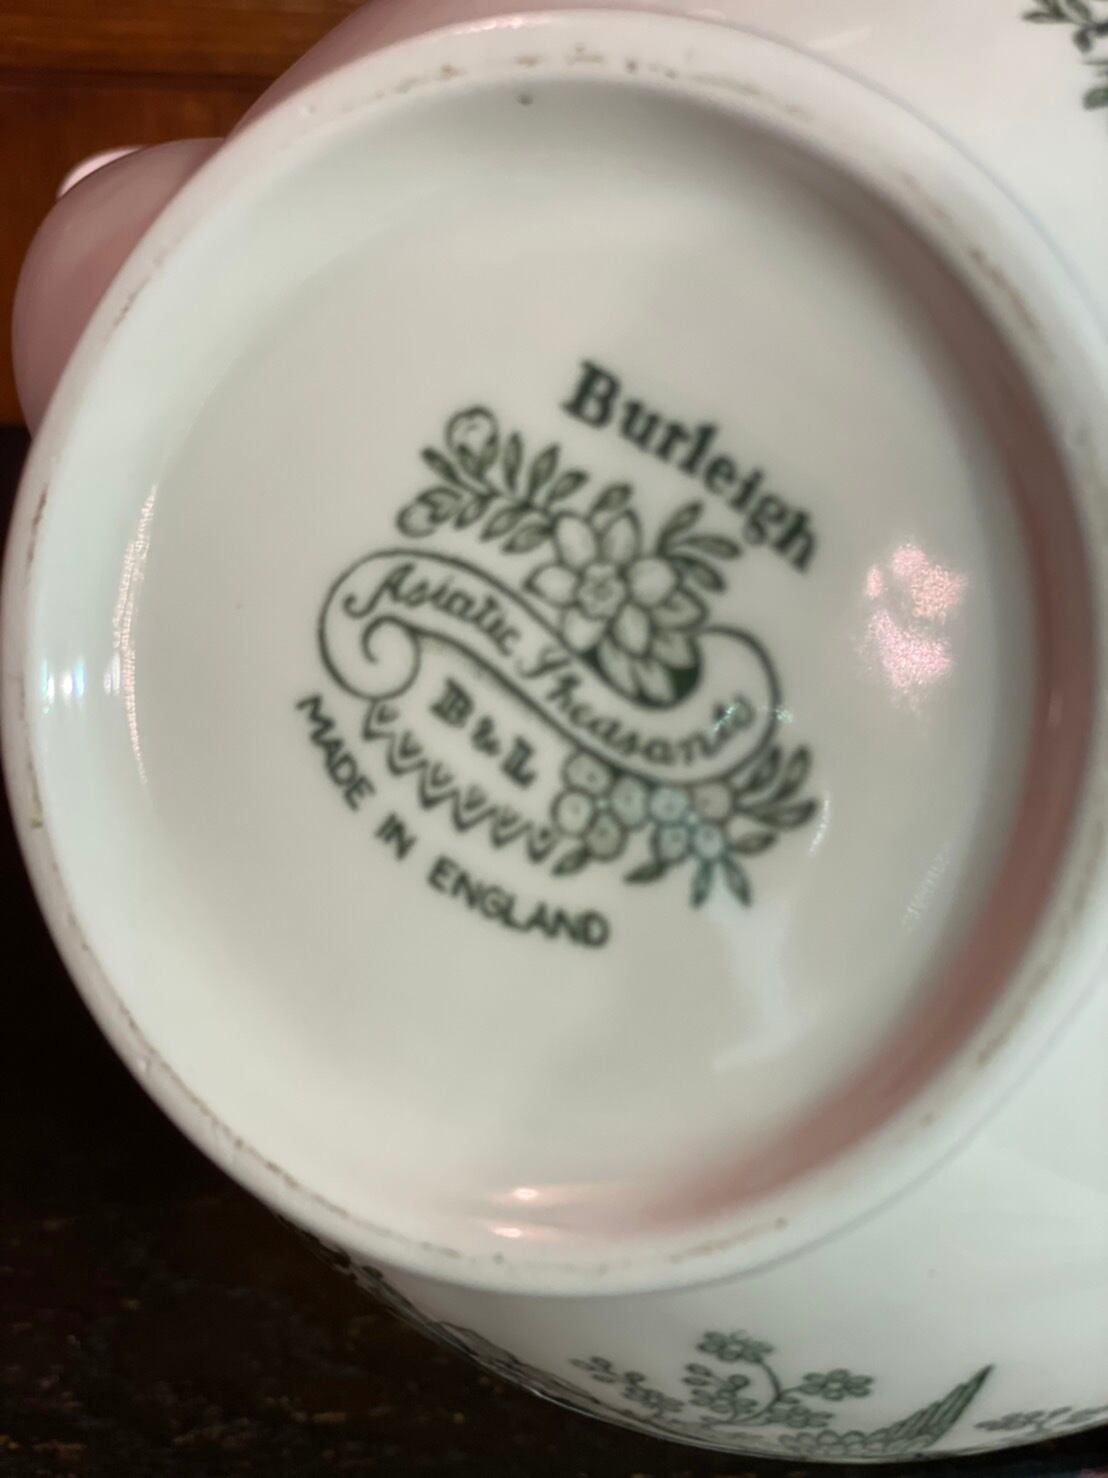 Burleigh
Asiatic Pheasants
B & L
MADE IN ENGLAND